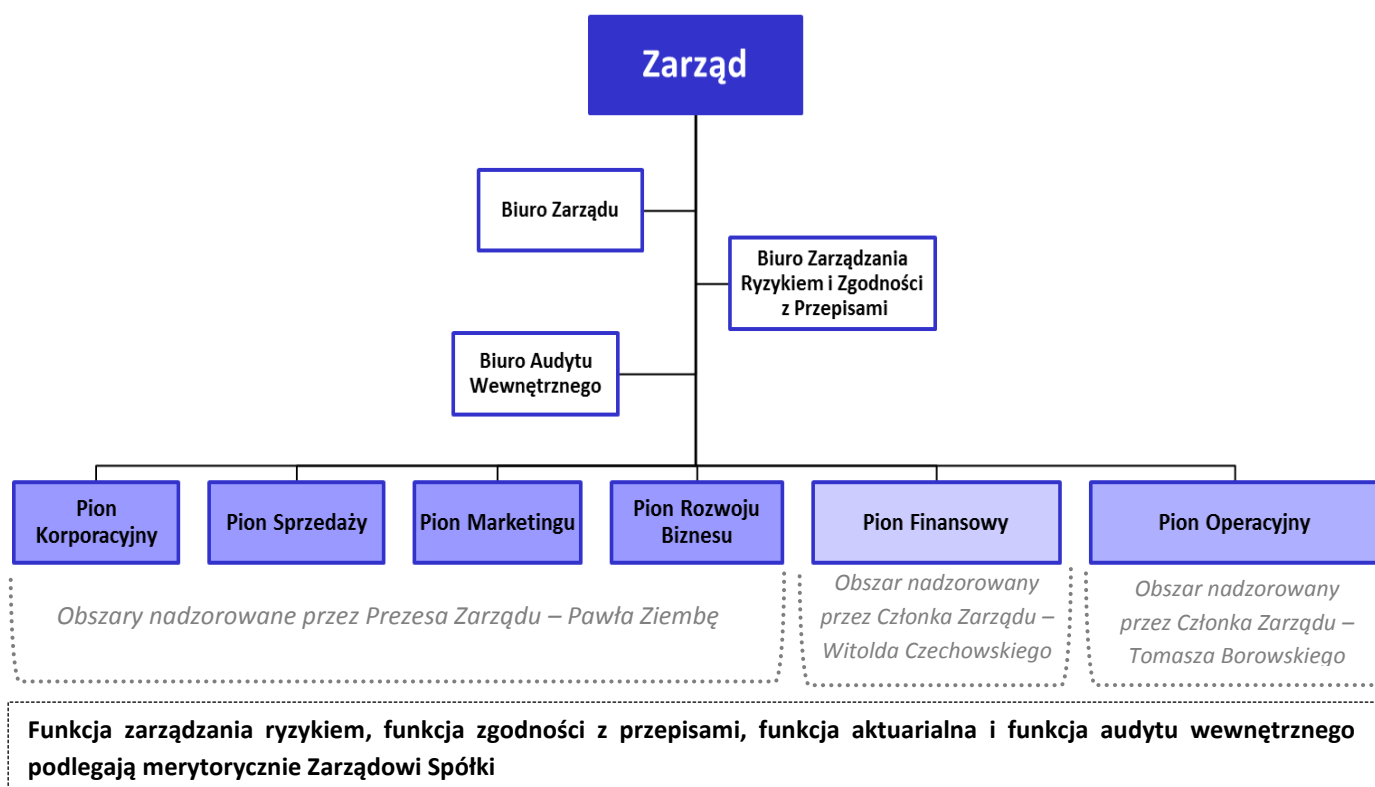 Zarząd
Biuro Zarządu
Biuro Zarządzania
Ryzykiem i Zgodności
z Przepisami
Biuro Audytu
Wewnętrznego
Pion
Korporacyjny
Pion Sprzedaży
Pion Marketingu
Pion Rozwoju
Biznesu
Pion Finansowy
Pion Operacyjny
Obszary nadzorowane przez Prezesa Zarządu – Pawła Ziembę
Obszar nadzorowany
przez Członka Zarządu –
Witolda Czechowskiego
Obszar nadzorowany
przez Członka Zarządu –
Tomasza Borowskiego
Funkcja zarządzania ryzykiem, funkcja zgodności z przepisami, funkcja aktuarialna i funkcja audytu wewnętrznego
podlegają merytorycznie Zarządowi Spółki